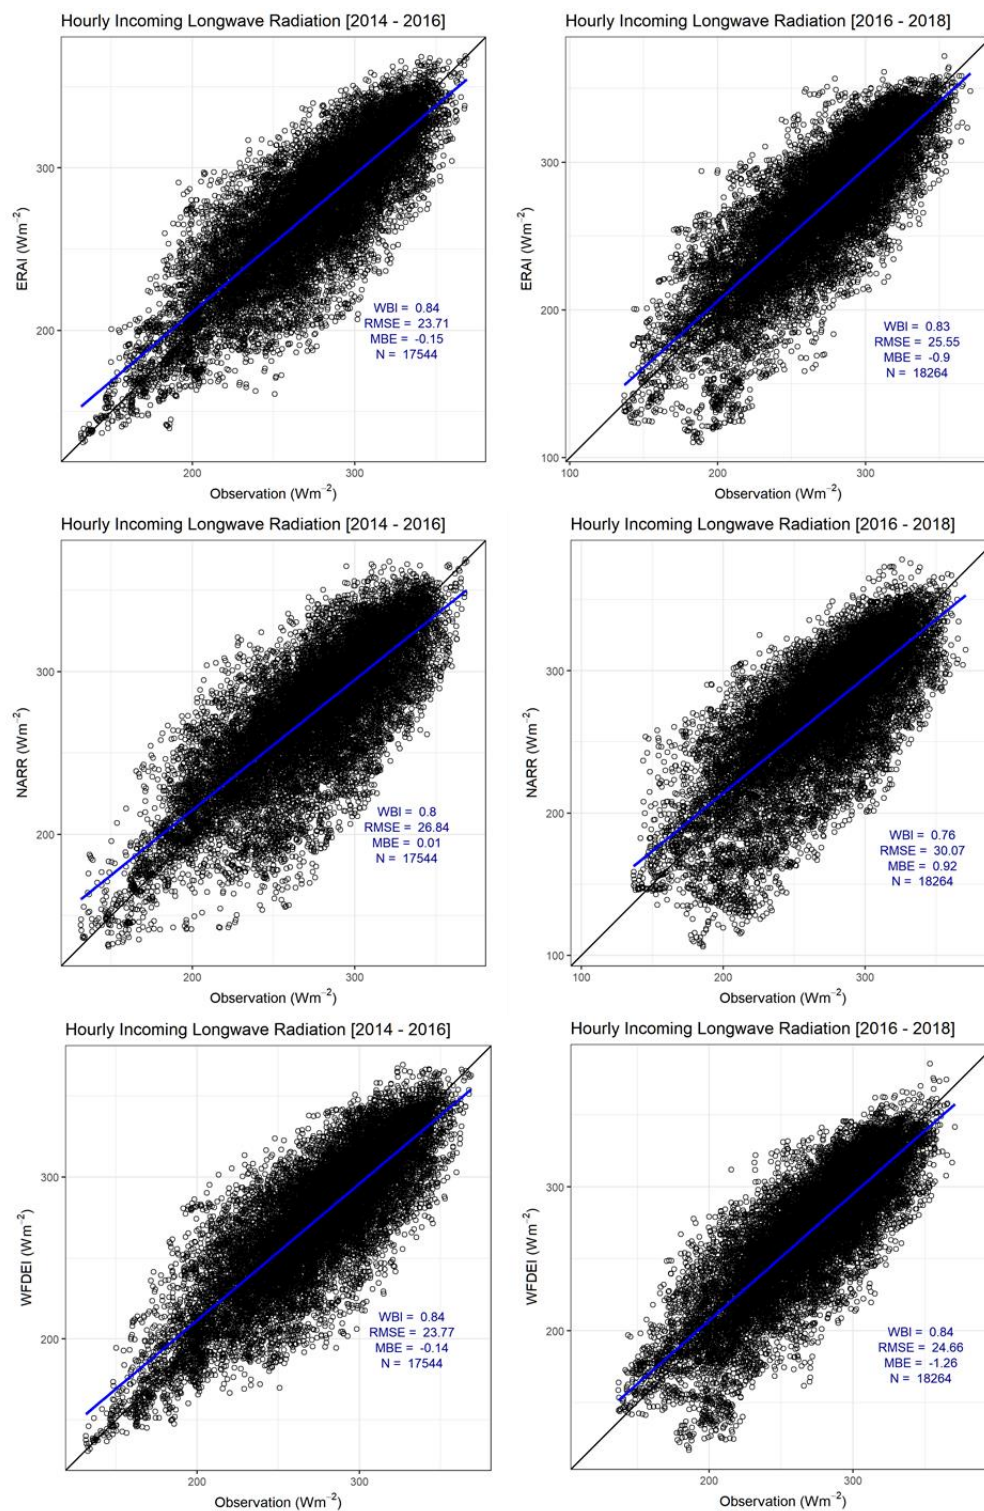 Hourly Incoming Longwave Radiation [2014 - 2016]
300
200
ERAI (Wm⁻²)
WBI = 0.84
RMSE = 23.71
MBE = -0.15
N = 17544
200 300
Observation (Wm⁻²)
Hourly Incoming Longwave Radiation [2016 - 2018]
300
200
100
ERAI (Wm⁻²)
WBI = 0.83
RMSE = 25.55
MBE = -0.9
N = 18264
100 200 300
Observation (Wm⁻²)
Hourly Incoming Longwave Radiation [2014 - 2016]
300
200
NARR (Wm⁻²)
WBI = 0.8
RMSE = 26.84
MBE = 0.01
N = 17544
200 300
Observation (Wm⁻²)
Hourly Incoming Longwave Radiation [2016 - 2018]
300
200
100
NARR (Wm⁻²)
WBI = 0.76
RMSE = 30.07
MBE = 0.92
N = 18264
100 200 300
Observation (Wm⁻²)
Hourly Incoming Longwave Radiation [2014 - 2016]
300
200
WFDEI (Wm⁻²)
WBI = 0.84
RMSE = 23.77
MBE = -0.14
N = 17544
200 300
Observation (Wm⁻²)
Hourly Incoming Longwave Radiation [2016 - 2018]
300
200
WFDEI (Wm⁻²)
WBI = 0.84
RMSE = 24.66
MBE = -1.26
N = 18264
200 300
Observation (Wm⁻²)